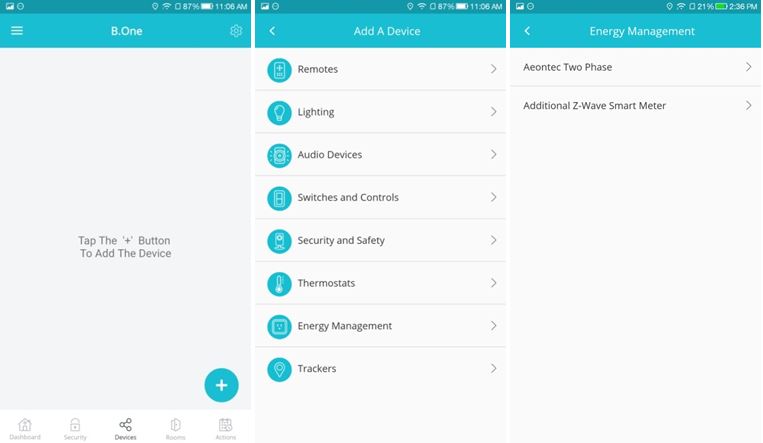 87% 11:06 AM
B.One
Tap The '+' Button
To Add The Device
+
Dashboard
Security
Devices
Rooms
Actions
87% 11:06 AM
Add A Device
Remotes
Lighting
Audio Devices
Switches and Controls
Security and Safety
Thermostats
Energy Management
Trackers
21% 2:36 PM
Energy Management
Aeontec Two Phase
Additional Z-Wave Smart Meter